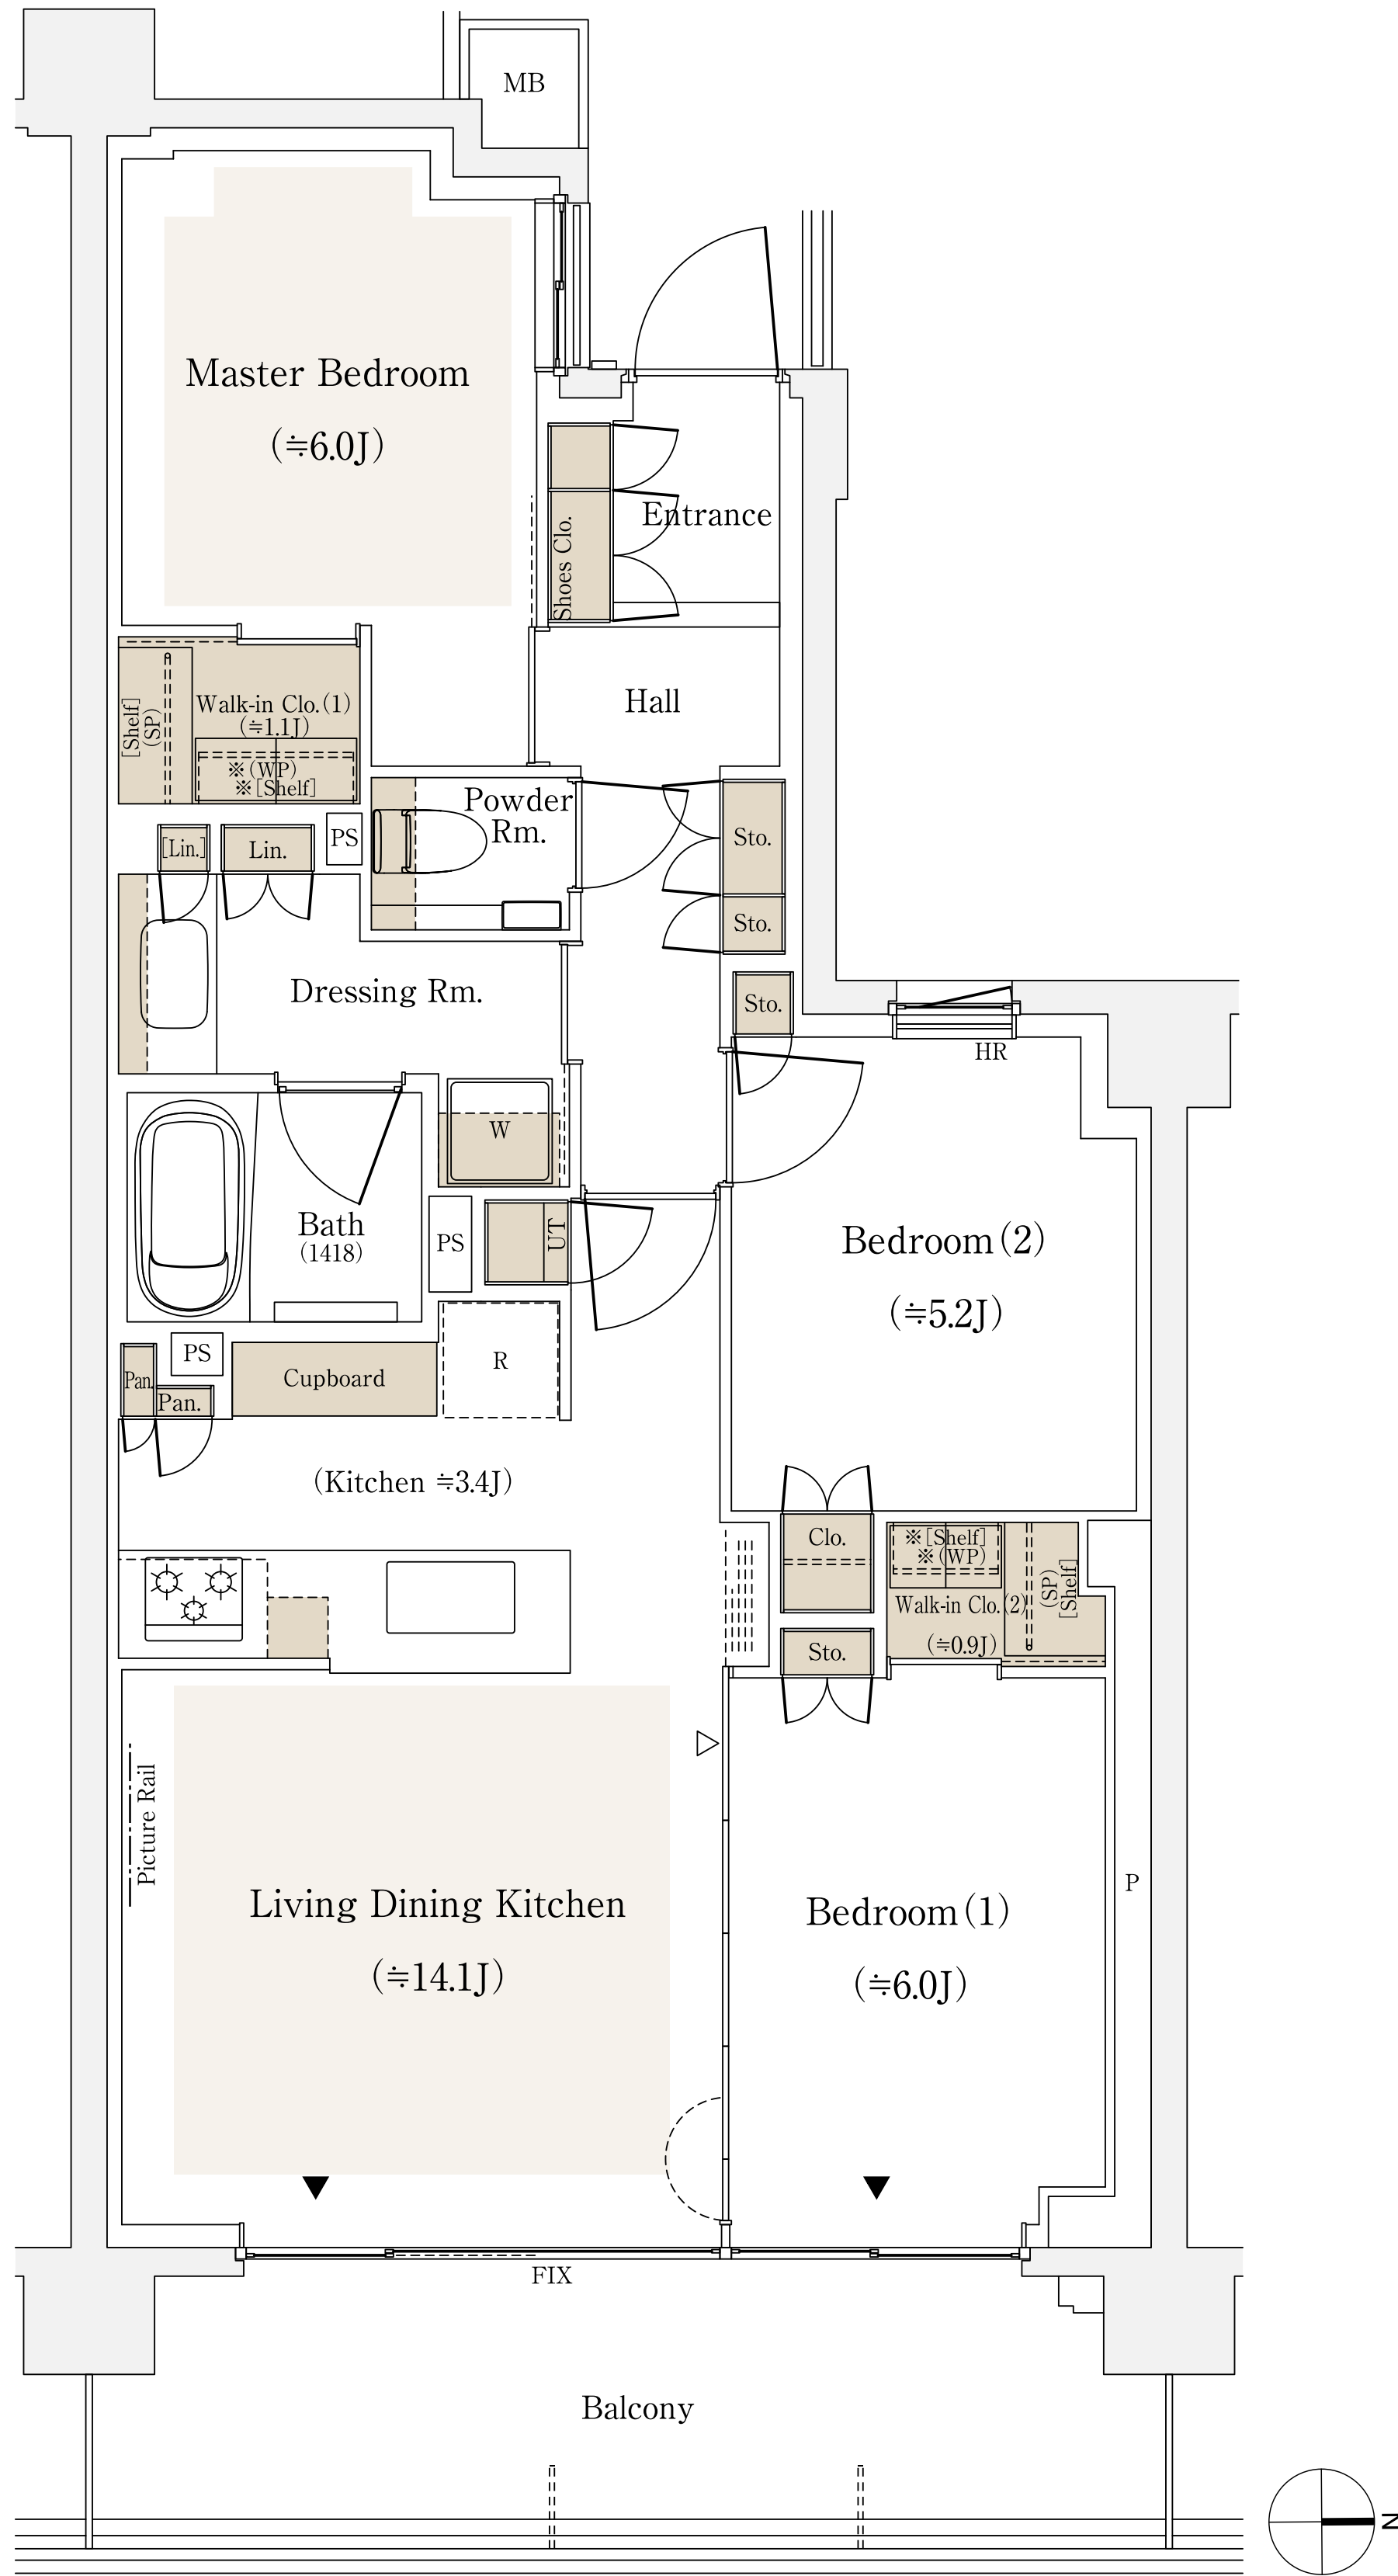 MB
Master Bedroom
(≒6.0J)
Entrance
Shoes Clo.
Hall
Walk-in Clo.(1)
(≒1.1J)
[Shelf]
(SP)
※(WP)
※[Shelf]
Powder
Rm.
PS
[Lin.]
Lin.
Sto.
Sto.
Sto.
Dressing Rm.
HR
W
Bath
(1418)
PS
UT
Bedroom(2)
(≒5.2J)
PS
Pan.
Pan.
Cupboard
R
(Kitchen ≒3.4J)
Clo.
※[Shelf]
※(WP)
Walk-in Clo.(2)
(≒0.9J)
(SP)
[Shelf]
Sto.
Picture Rail
Living Dining Kitchen
(≒14.1J)
Bedroom(1)
(≒6.0J)
P
FIX
Balcony
N